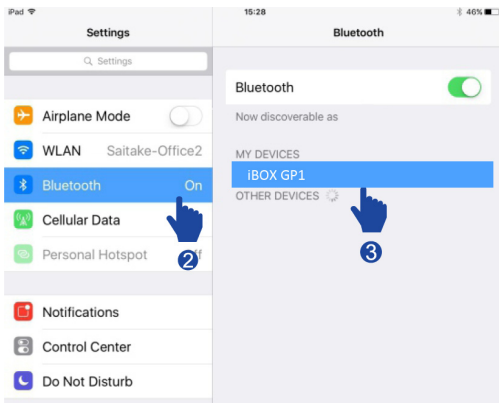 iPad 15:28 46%
Settings
Settings
Airplane Mode
WLAN Saitake-Office2
Bluetooth On
Cellular Data
Personal Hotspot
2
Notifications
Control Center
Do Not Disturb
Bluetooth
Bluetooth
Now discoverable as
MY DEVICES
iBOX GP1
OTHER DEVICES
3